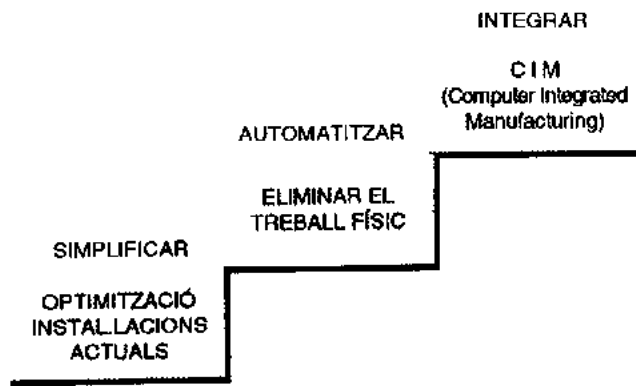 INTEGRAR
CIM
(Computer Integrated
Manufacturing)
AUTOMATITZAR
ELIMINAR EL
TREBALL FÍSIC
SIMPLIFICAR
OPTIMITZACIÓ
INSTAL.LACIONS
ACTUALS